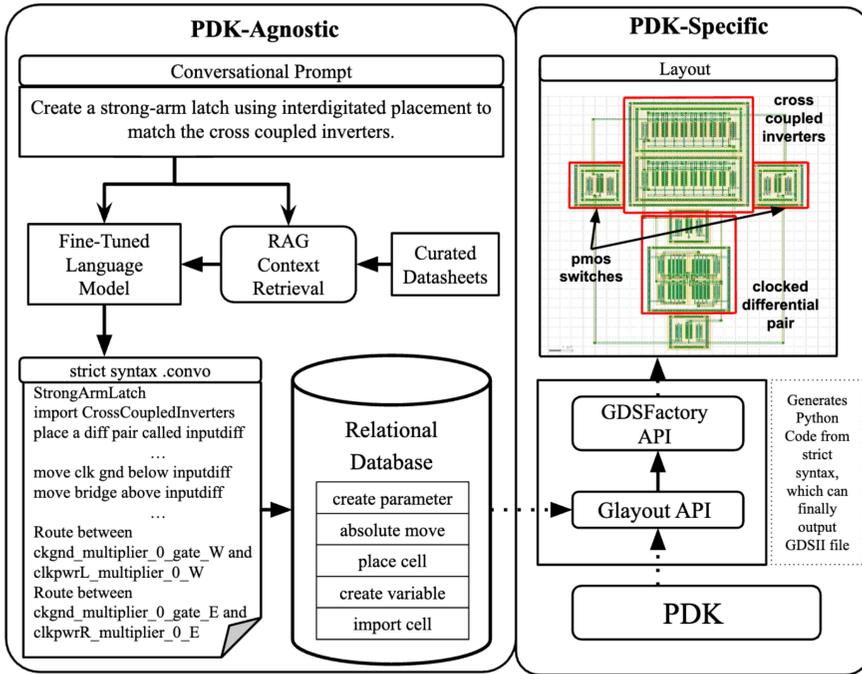 PDK-Agnostic
Conversational Prompt
Create a strong-arm latch using interdigitated placement to
match the cross coupled inverters.
Fine-Tuned
Language
Model
RAG
Context
Retrieval
Curated
Datasheets
strict syntax .convo
StrongArmLatch
import CrossCoupledInverters
place a diff pair called inputdiff
…
move clk gnd below inputdiff
move bridge above inputdiff
…
Route between
ckgnd_multiplier_0_gate_W and
clkpwrL_multiplier_0_W
Route between
ckgnd_multiplier_0_gate_E and
clkpwrR_multiplier_0_E
Relational
Database
create parameter
absolute move
place cell
create variable
import cell
PDK-Specific
Layout
cross
coupled
inverters
pmos
switches
clocked
differential
pair
GDSFactory
API
Glayout API
PDK
Generates
Python
Code from
strict
syntax,
which can
finally
output
GDSII file